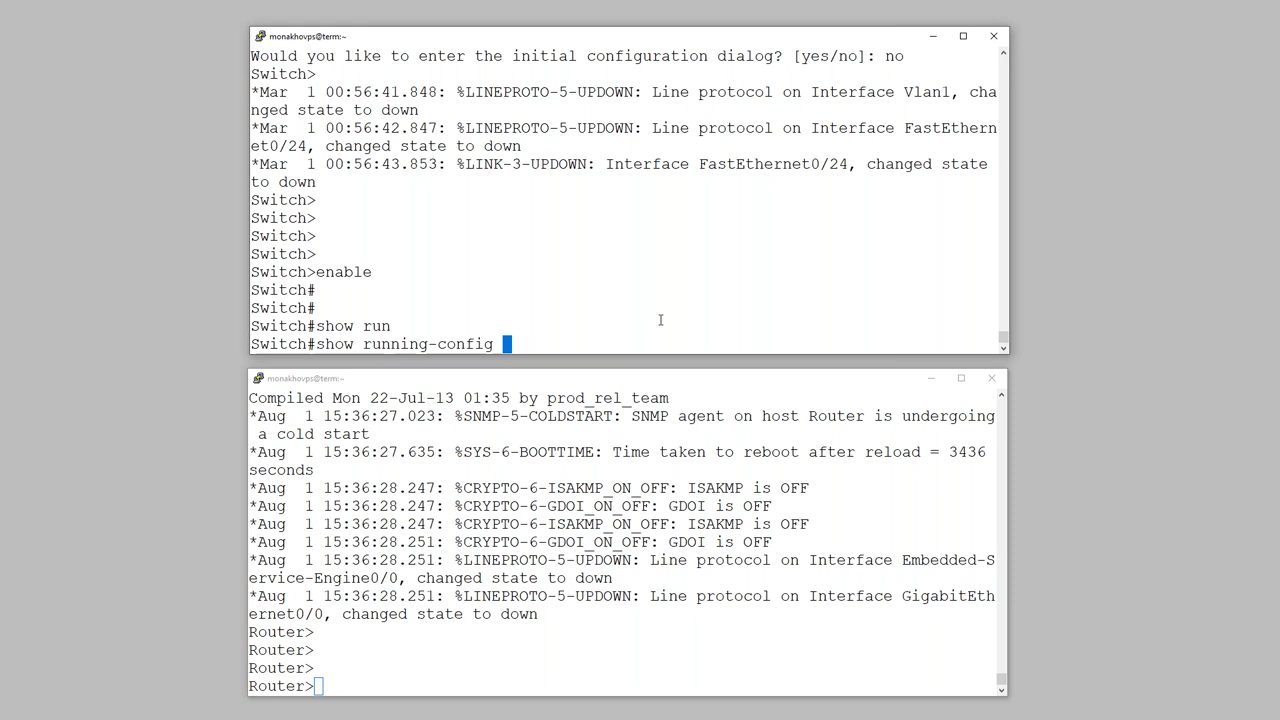 monakhovps@term:~
Would you like to enter the initial configuration dialog? [yes/no]: no
Switch>
*Mar  1 00:56:41.848: %LINEPROTO-5-UPDOWN: Line protocol on Interface Vlan1, cha
nged state to down
*Mar  1 00:56:42.847: %LINEPROTO-5-UPDOWN: Line protocol on Interface FastEthern
et0/24, changed state to down
*Mar  1 00:56:43.853: %LINK-3-UPDOWN: Interface FastEthernet0/24, changed state
to down
Switch>
Switch>
Switch>
Switch>
Switch>enable
Switch#
Switch#
Switch#show run
Switch#show running-config
monakhovps@term:~
Compiled Mon 22-Jul-13 01:35 by prod_rel_team
*Aug  1 15:36:27.023: %SNMP-5-COLDSTART: SNMP agent on host Router is undergoing
 a cold start
*Aug  1 15:36:27.635: %SYS-6-BOOTTIME: Time taken to reboot after reload = 3436
seconds
*Aug  1 15:36:28.247: %CRYPTO-6-ISAKMP_ON_OFF: ISAKMP is OFF
*Aug  1 15:36:28.247: %CRYPTO-6-GDOI_ON_OFF: GDOI is OFF
*Aug  1 15:36:28.247: %CRYPTO-6-ISAKMP_ON_OFF: ISAKMP is OFF
*Aug  1 15:36:28.251: %CRYPTO-6-GDOI_ON_OFF: GDOI is OFF
*Aug  1 15:36:28.251: %LINEPROTO-5-UPDOWN: Line protocol on Interface Embedded-S
ervice-Engine0/0, changed state to down
*Aug  1 15:36:28.251: %LINEPROTO-5-UPDOWN: Line protocol on Interface GigabitEth
ernet0/0, changed state to down
Router>
Router>
Router>
Router>